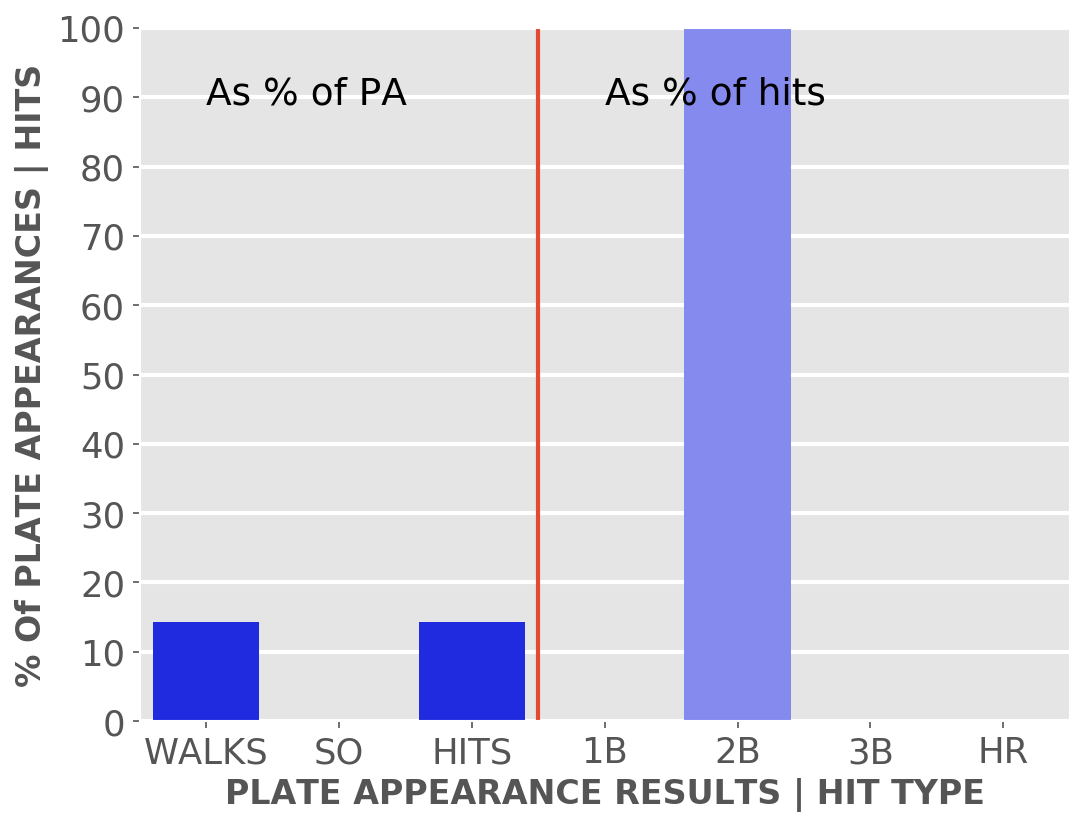 100
90
80
70
60
50
40
30
20
10
0
% Of PLATE APPEARANCES | HITS
As % of PA
As % of hits
WALKS SO HITS 1B 2B 3B HR
PLATE APPEARANCE RESULTS | HIT TYPE